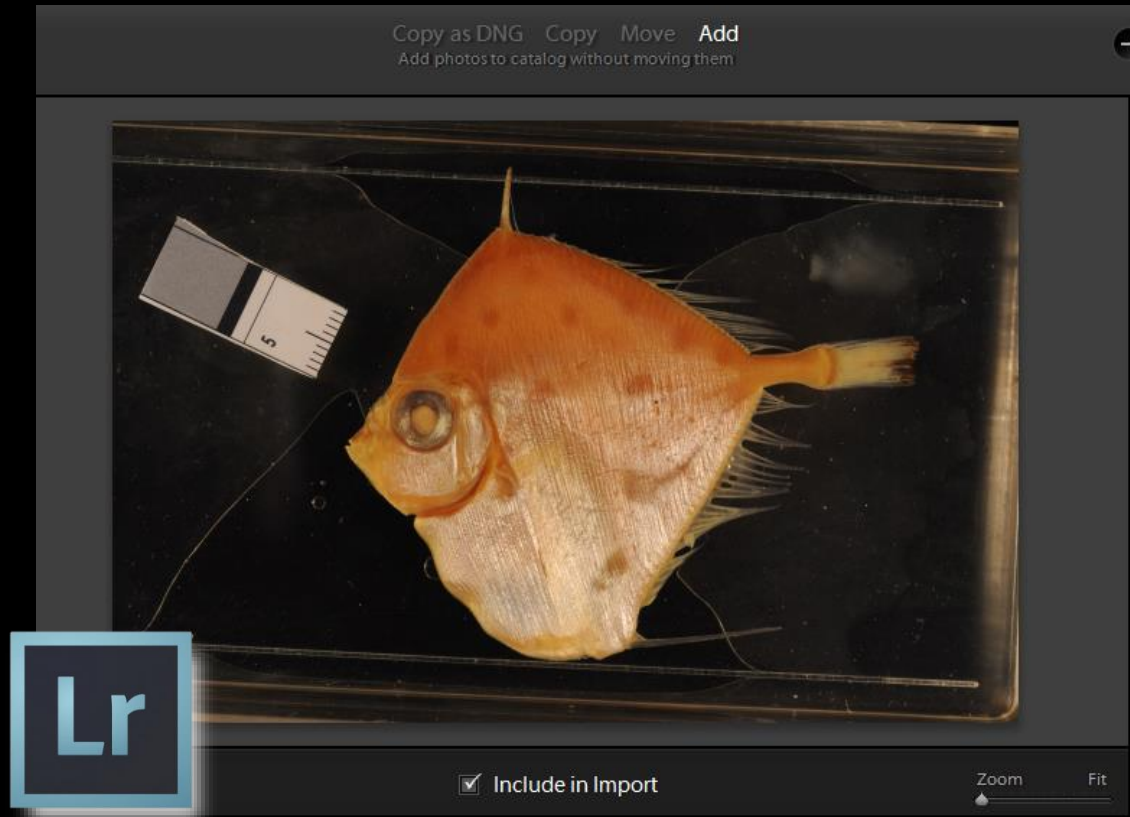 Copy as DNG Copy Move Add
Add photos to catalog without moving them
5
Lr
Include in Import
Zoom Fit